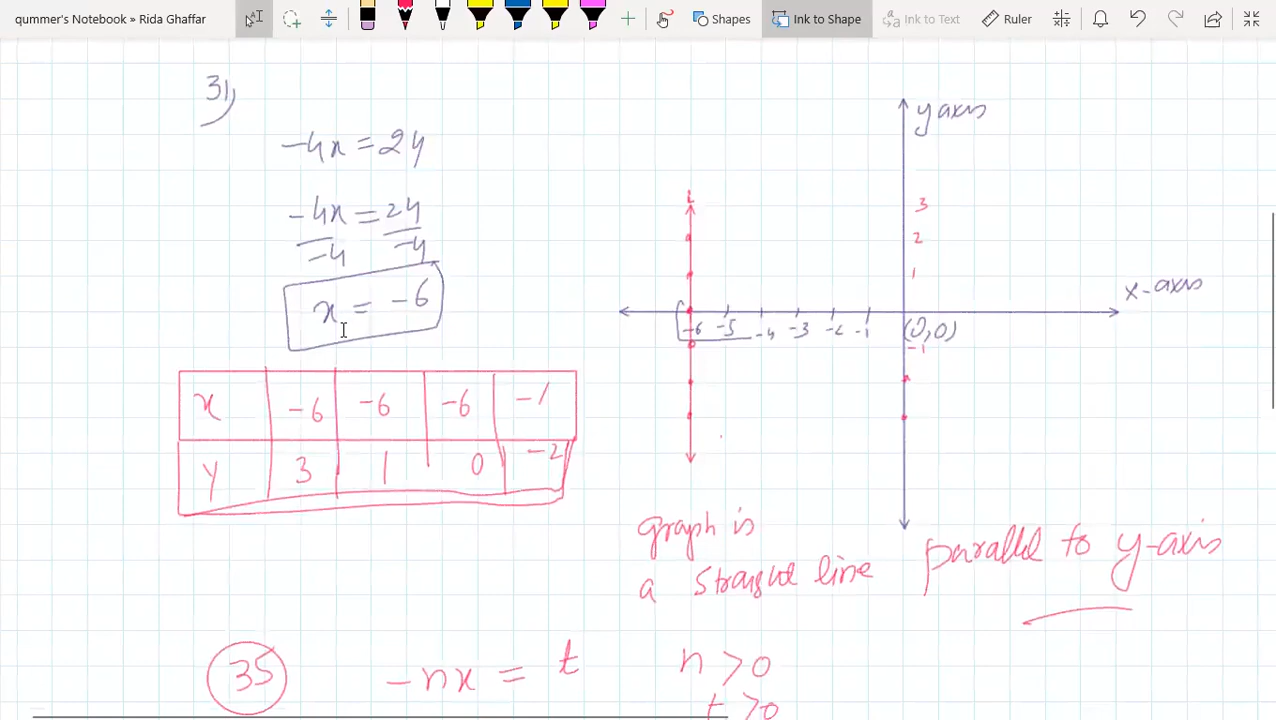 qummer's Notebook » Rida Ghaffar
Shapes
Ink to Shape
Ink to Text
Ruler
31)
-4x = 24
-4x = 24
-4 -4
x = -6
x -6 -6 -6 -1
y 3 1 0 -2
y axis
3
2
1
x-axis
-6 -5 -4 -3 -2 -1 (0,0)
-1
graph is
a straight line parallel to y-axis
35 -nx = t n >0
t >0